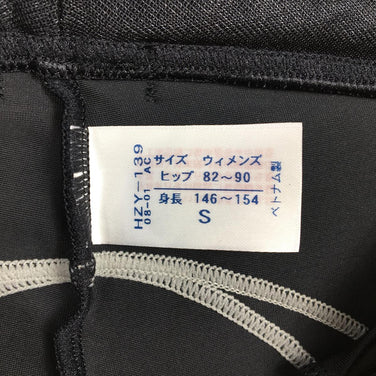 サイズ ウィメンズ
ヒップ 82～90
身長 146～154
S
HZY-139
08-01 AC
ベトナム製